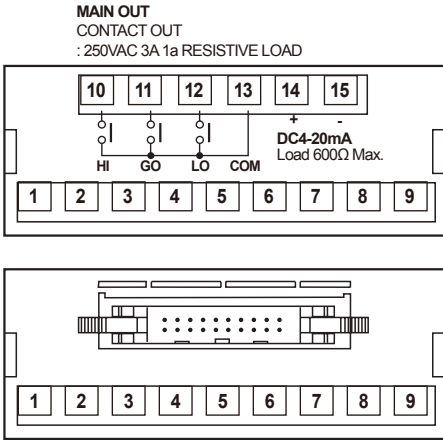 MAIN OUT
CONTACT OUT
: 250VAC 3A 1a RESISTIVE LOAD
10 11 12 13 14 15
+ -
DC4-20mA
Load 600Ω Max.
HI GO LO COM
1 2 3 4 5 6 7 8 9
1 2 3 4 5 6 7 8 9